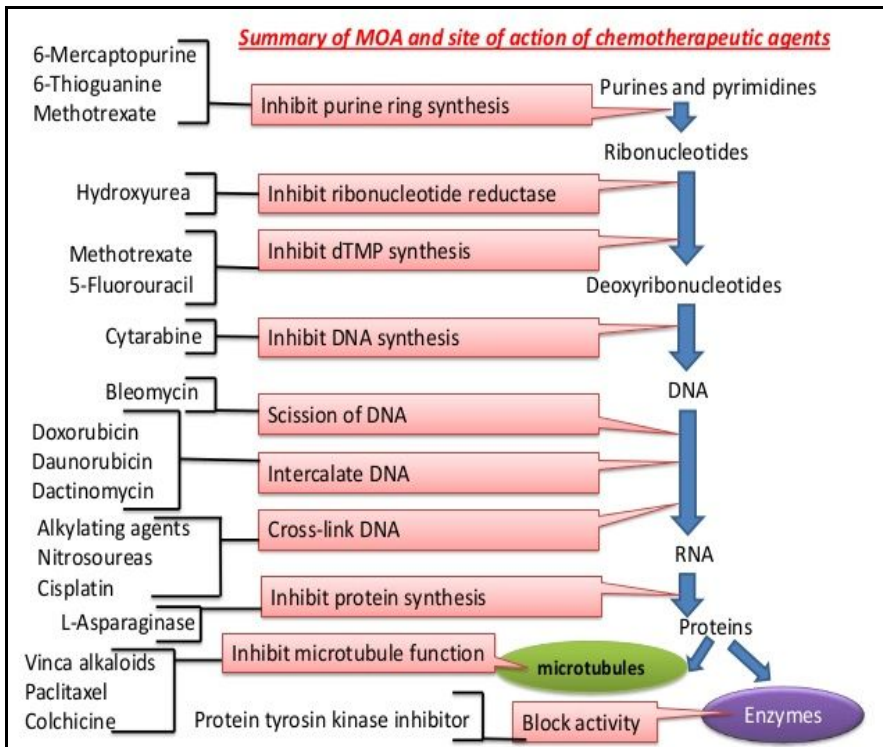 Summary of MOA and site of action of chemotherapeutic agents
6-Mercaptopurine
6-Thioguanine
Methotrexate
Inhibit purine ring synthesis
Purines and pyrimidines
Ribonucleotides
Hydroxyurea
Inhibit ribonucleotide reductase
Methotrexate
5-Fluorouracil
Inhibit dTMP synthesis
Deoxyribonucleotides
Cytarabine
Inhibit DNA synthesis
Bleomycin
DNA
Scission of DNA
Doxorubicin
Daunorubicin
Dactinomycin
Intercalate DNA
Alkylating agents
Nitrosoureas
Cisplatin
Cross-link DNA
RNA
Inhibit protein synthesis
L-Asparaginase
Proteins
Vinca alkaloids
Paclitaxel
Colchicine
Inhibit microtubule function
microtubules
Protein tyrosin kinase inhibitor
Block activity
Enzymes